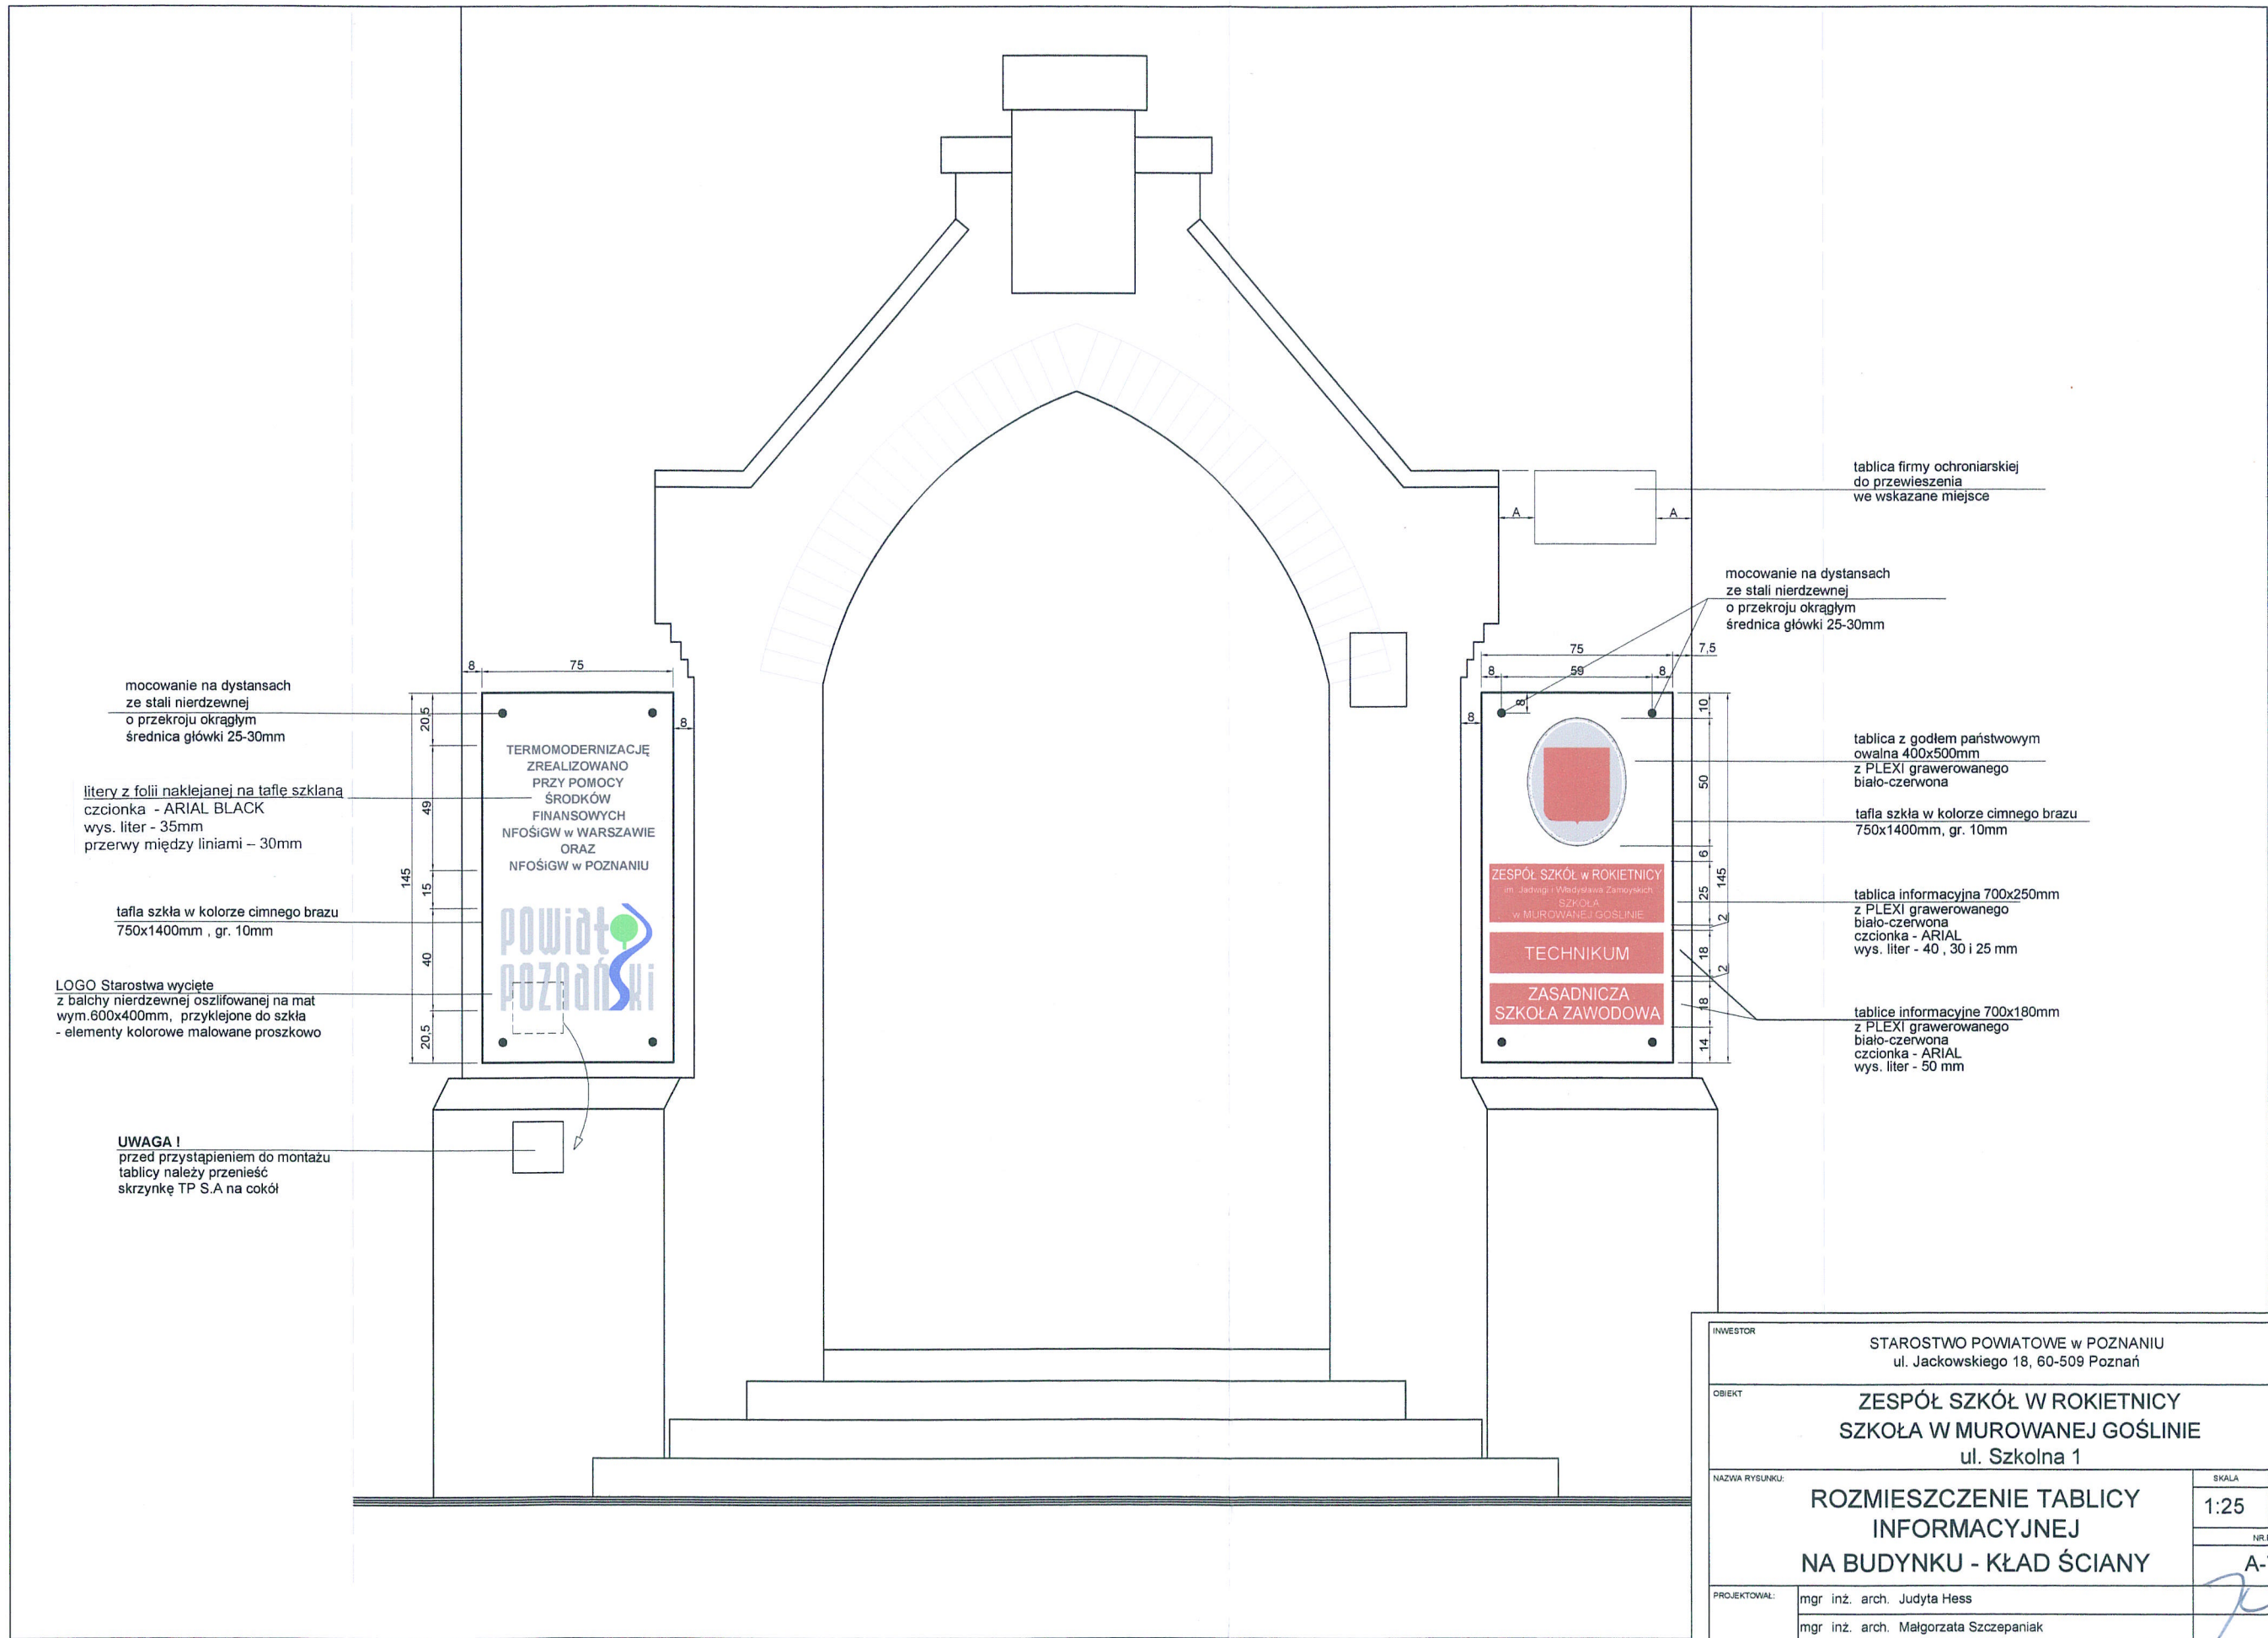 tablica firmy ochroniarskiej
do przewieszenia
we wskazane miejsce
A
A
mocowanie na dystansach
ze stali nierdzewnej
o przekroju okrągłym
średnica główki 25-30mm
8
75
mocowanie na dystansach
ze stali nierdzewnej
o przekroju okrągłym
średnica główki 25-30mm
litery z folii naklejanej na taflę szklaną
czcionka - ARIAL BLACK
wys. liter - 35mm
przerwy między liniami – 30mm
tafla szkła w kolorze cimnego brazu
750x1400mm , gr. 10mm
LOGO Starostwa wycięte
z balchy nierdzewnej oszlifowanej na mat
wym.600x400mm, przyklejone do szkła
- elementy kolorowe malowane proszkowo
UWAGA !
przed przystąpieniem do montażu
tablicy należy przenieść
skrzynkę TP S.A na cokół
145
20,5
49
15
40
20,5
8
TERMOMODERNIZACJĘ
ZREALIZOWANO
PRZY POMOCY
ŚRODKÓW
FINANSOWYCH
NFOŚiGW w WARSZAWIE
ORAZ
NFOŚiGW w POZNANIU
powiat
poznański
75
7,5
8
59
8
8
8
ZESPÓŁ SZKÓŁ w ROKIETNICY
im. Jadwigi i Władysława Zamoyskich
SZKOŁA
w MUROWANEJ GOŚLINIE
TECHNIKUM
ZASADNICZA
SZKOŁA ZAWODOWA
10
50
6
25
2
18
2
18
14
145
tablica z godłem państwowym
owalna 400x500mm
z PLEXI grawerowanego
biało-czerwona
tafla szkła w kolorze cimnego brazu
750x1400mm, gr. 10mm
tablica informacyjna 700x250mm
z PLEXI grawerowanego
biało-czerwona
czcionka - ARIAL
wys. liter - 40 , 30 i 25 mm
tablice informacyjne 700x180mm
z PLEXI grawerowanego
biało-czerwona
czcionka - ARIAL
wys. liter - 50 mm
INWESTOR
STAROSTWO POWIATOWE w POZNANIU
ul. Jackowskiego 18, 60-509 Poznań
OBIEKT
ZESPÓŁ SZKÓŁ W ROKIETNICY
SZKOŁA W MUROWANEJ GOŚLINIE
ul. Szkolna 1
NAZWA RYSUNKU:
ROZMIESZCZENIE TABLICY
INFORMACYJNEJ
NA BUDYNKU - KŁAD ŚCIANY
SKALA
1:25
NR.
A-
PROJEKTOWAŁ:
mgr inż. arch. Judyta Hess
mgr inż. arch. Małgorzata Szczepaniak